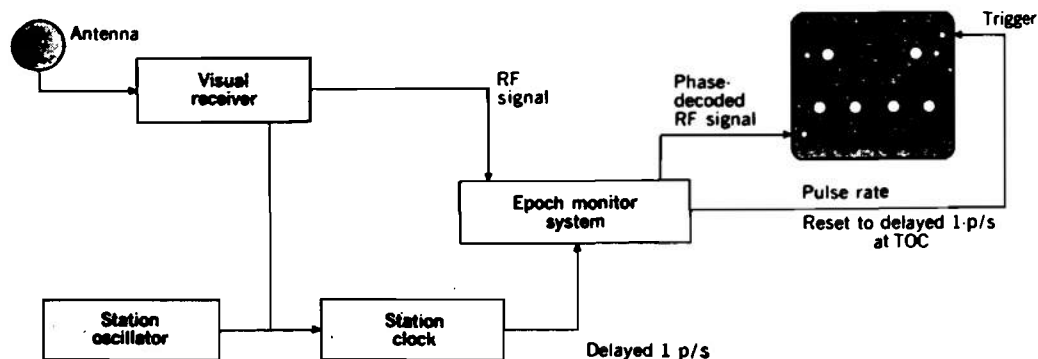 Antenna
Trigger
Visual
receiver
RF
signal
Phase-
decoded
RF signal
Epoch monitor
system
Pulse rate
Reset to delayed 1-p/s
at TOC
Station
oscillator
Station
clock
Delayed 1 p/s